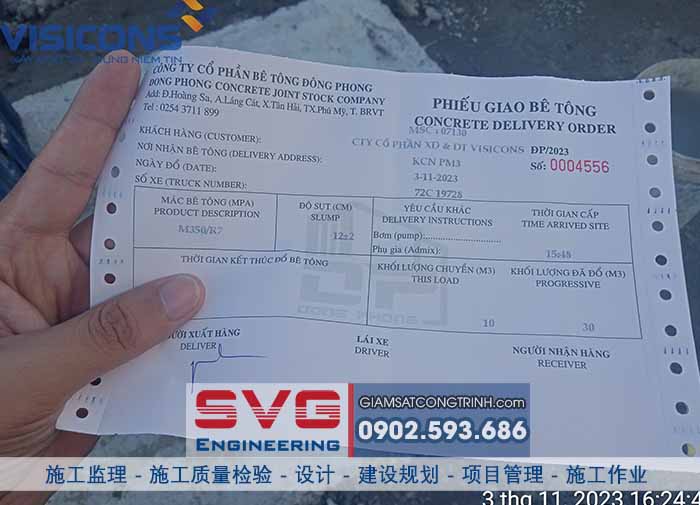 VISICONS
CÔNG TY CỔ PHẦN BÊ TÔNG ĐÔNG PHONG
DONG PHONG CONCRETE JOINT STOCK COMPANY
Add: Đ.Hoàng Sa, A.Láng Cát, X.Tân Hải, TX.Phú Mỹ, T. BRVT
Tel : 0254 3711 899
PHIẾU GIAO BÊ TÔNG
CONCRETE DELIVERY ORDER
MSC : 07130
KHÁCH HÀNG (CUSTOMER):
CTY CỔ PHẦN XD & DT VISICONS
ĐP/2023
NƠI NHẬN BÊ TÔNG (DELIVERY ADDRESS):
KCN PM3
Số: 0004556
NGÀY ĐỔ (DATE):
3-11-2023
SỐ XE (TRUCK NUMBER):
72C 19728
MÁC BÊ TÔNG (MPA)
PRODUCT DESCRIPTION
ĐỘ SỤT (CM)
SLUMP
YÊU CẦU KHÁC
DELIVERY INSTRUCTIONS
THỜI GIAN CẤP
TIME ARRIVED SITE
M350/R7
12±2
Bơm (pump):
Phụ gia (Admix):
15:48
THỜI GIAN KẾT THÚC ĐỔ BÊ TÔNG
KHỐI LƯỢNG CHUYẾN (M3)
THIS LOAD
KHỐI LƯỢNG ĐÃ ĐỔ (M3)
PROGRESSIVE
DP
DONG PHONG
10
30
NGƯỜI XUẤT HÀNG
DELIVER
LÁI XE
DRIVER
NGƯỜI NHẬN HÀNG
RECEIVER
SVG
ENGINEERING
GIAMSATCONGTRINH.com
0902.593.686
施工监理 - 施工质量检验 - 设计 - 建设规划 - 项目管理 - 施工作业
3 thg 11, 2023 16:24:4